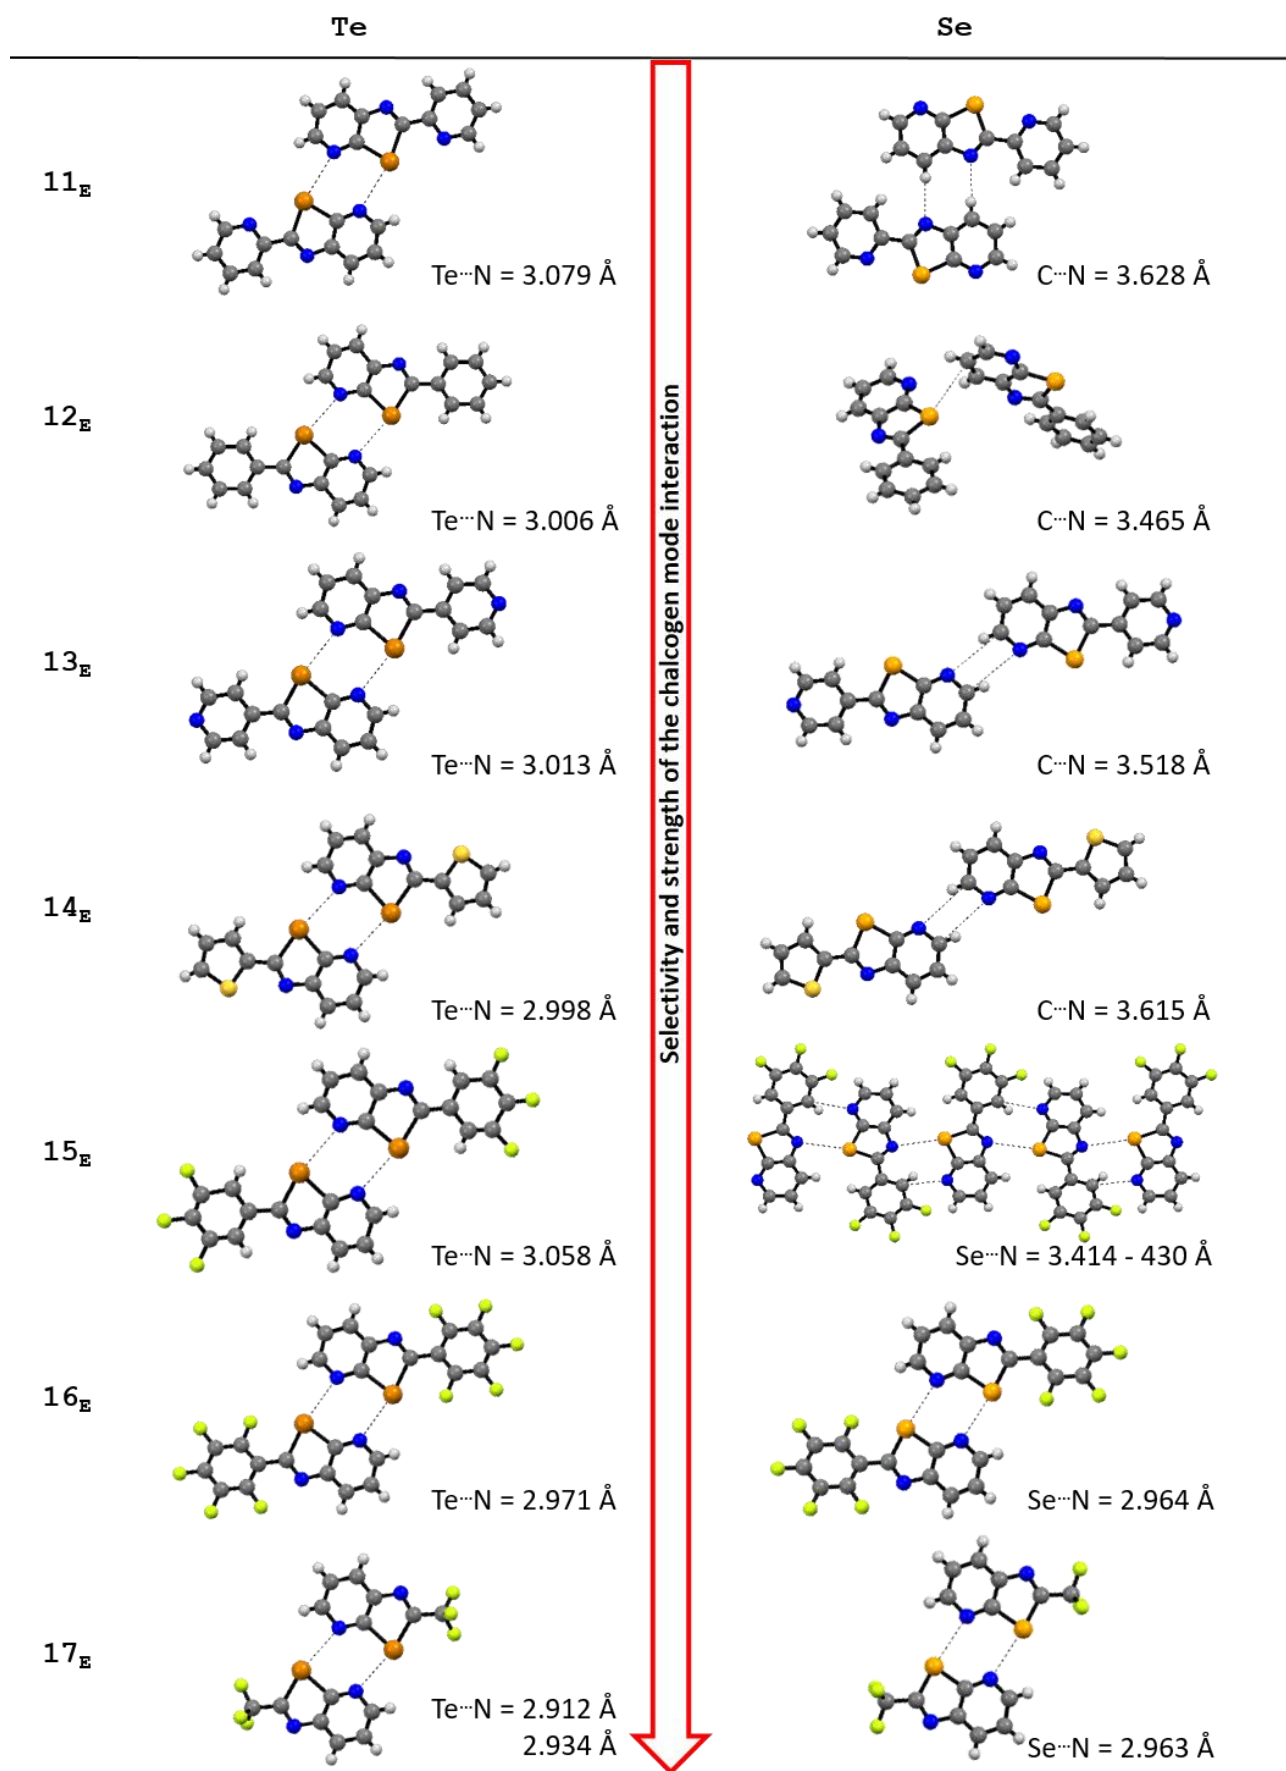 Te Se
11E
Te···N = 3.079 Å C···N = 3.628 Å
12E
Te···N = 3.006 Å C···N = 3.465 Å
13E
Te···N = 3.013 Å C···N = 3.518 Å
Selectivity and strength of the chalcogen mode interaction
14E
Te···N = 2.998 Å C···N = 3.615 Å
15E
Te···N = 3.058 Å Se···N = 3.414 - 430 Å
16E
Te···N = 2.971 Å Se···N = 2.964 Å
17E
Te···N = 2.912 Å
2.934 Å Se···N = 2.963 Å